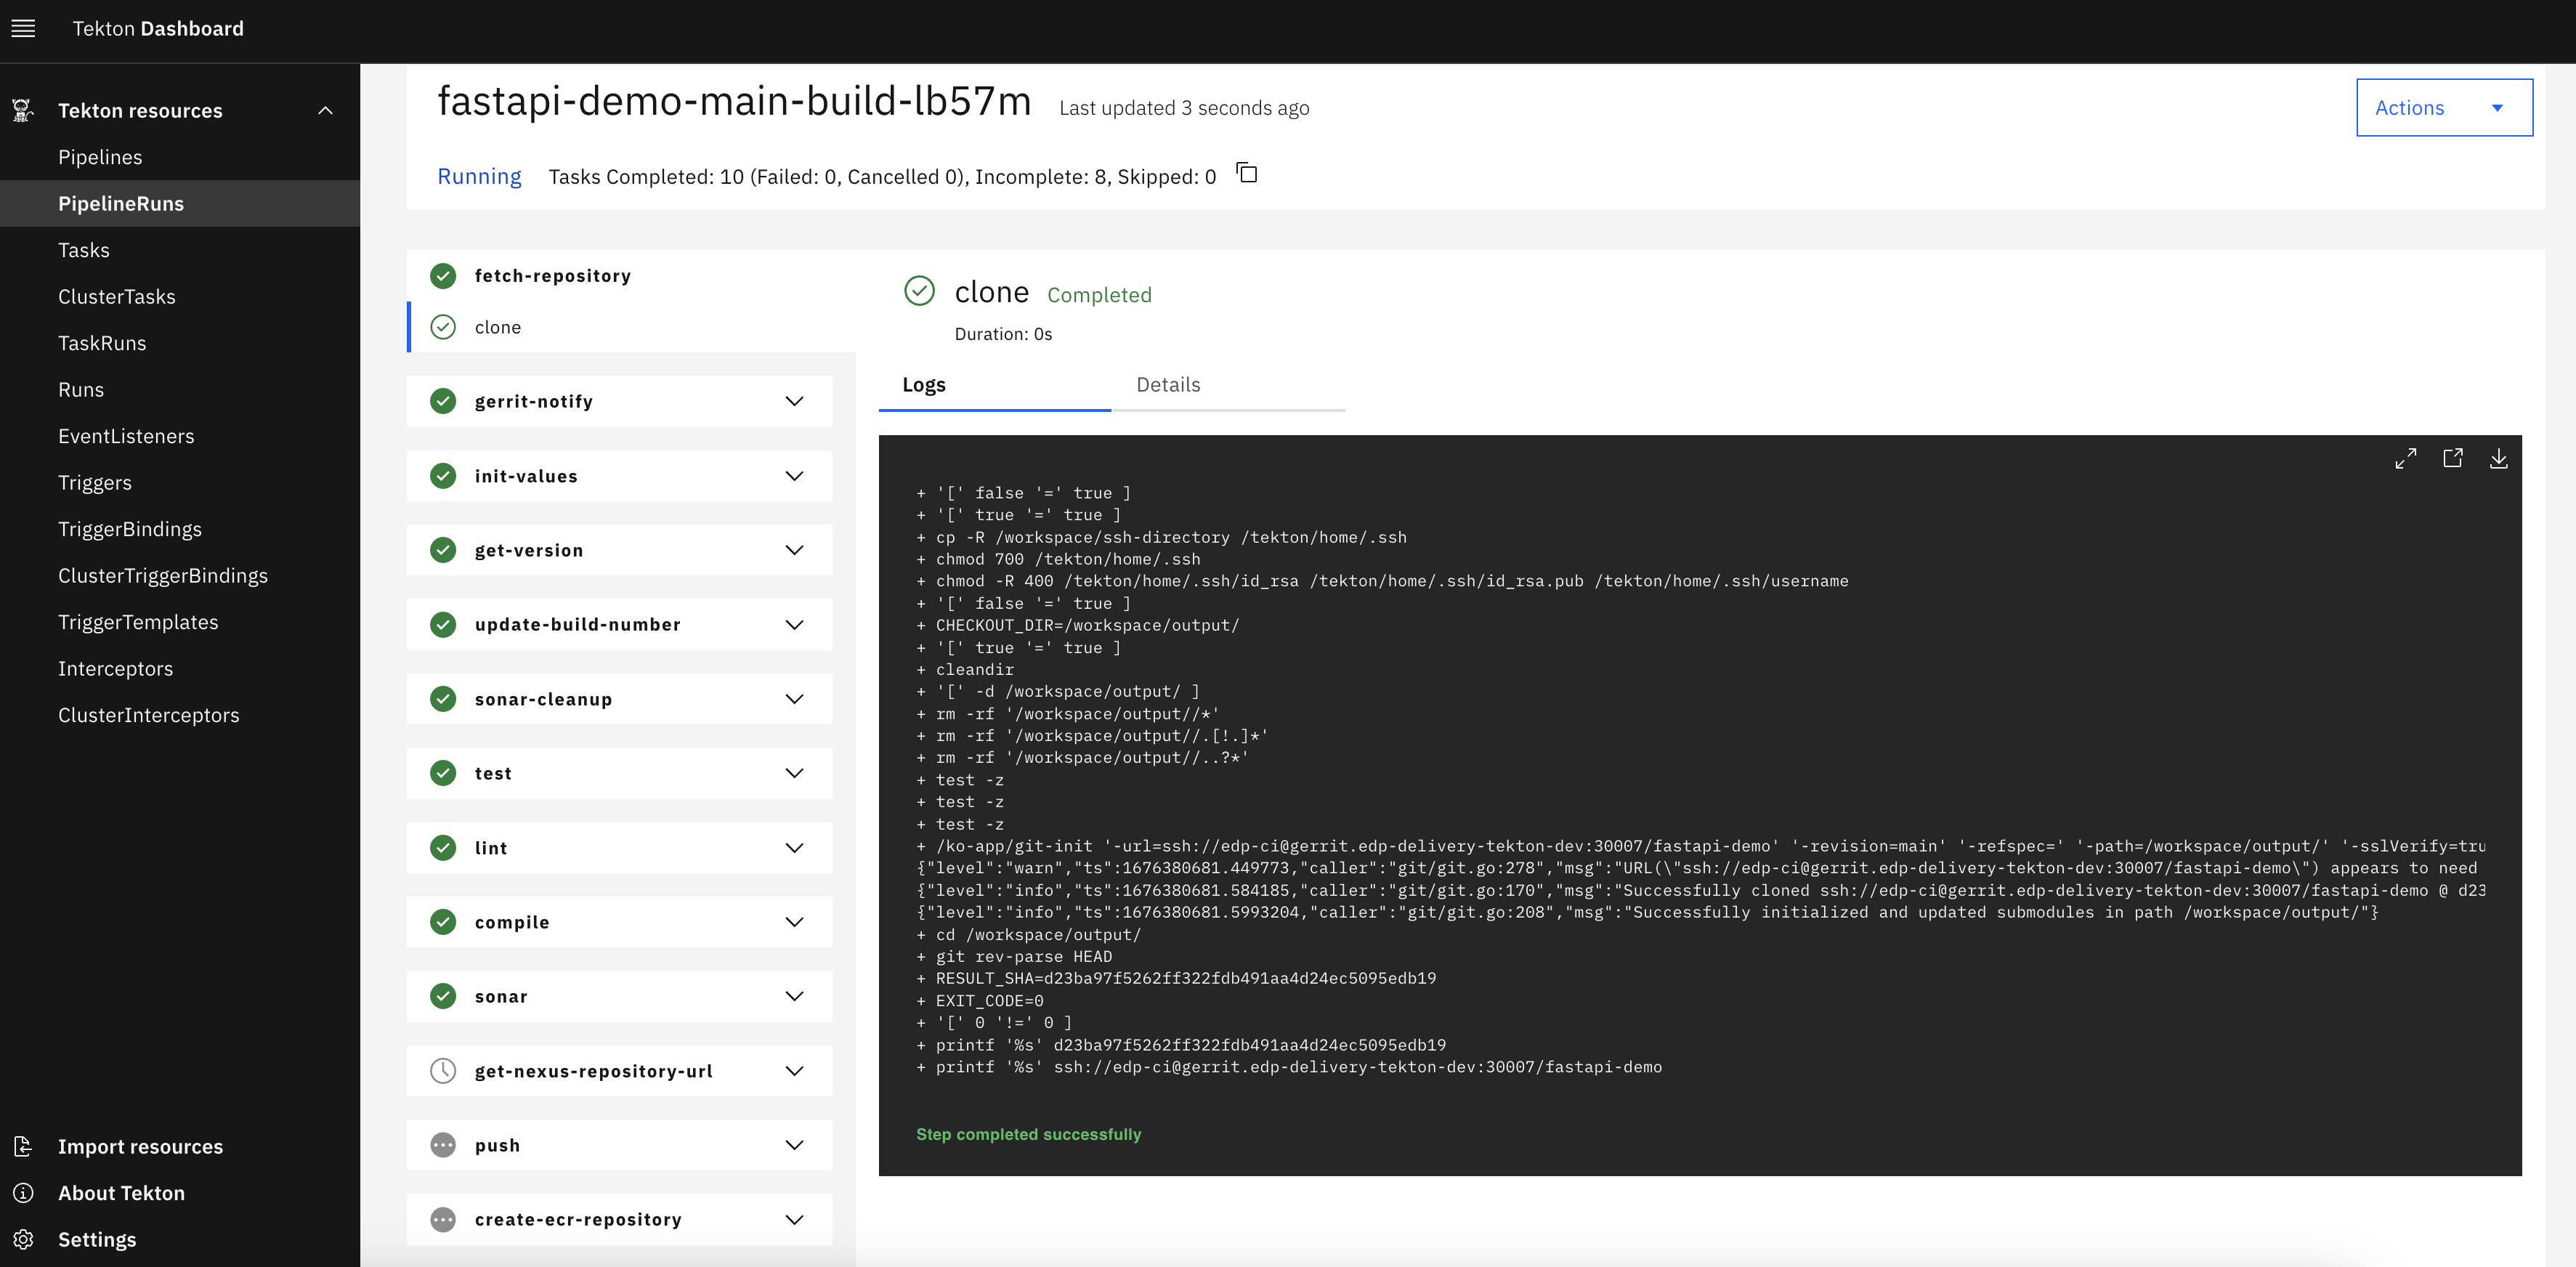 Tekton Dashboard
Tekton resources
Pipelines
PipelineRuns
Tasks
ClusterTasks
TaskRuns
Runs
EventListeners
Triggers
TriggerBindings
ClusterTriggerBindings
TriggerTemplates
Interceptors
ClusterInterceptors
Import resources
About Tekton
Settings
fastapi-demo-main-build-lb57m Last updated 3 seconds ago
Actions
Running Tasks Completed: 10 (Failed: 0, Cancelled 0), Incomplete: 8, Skipped: 0
fetch-repository
clone
gerrit-notify
init-values
get-version
update-build-number
sonar-cleanup
test
lint
compile
sonar
get-nexus-repository-url
push
create-ecr-repository
clone Completed
Duration: 0s
Logs Details
+ '[' false '=' true ]
+ '[' true '=' true ]
+ cp -R /workspace/ssh-directory /tekton/home/.ssh
+ chmod 700 /tekton/home/.ssh
+ chmod -R 400 /tekton/home/.ssh/id_rsa /tekton/home/.ssh/id_rsa.pub /tekton/home/.ssh/username
+ '[' false '=' true ]
+ CHECKOUT_DIR=/workspace/output/
+ '[' true '=' true ]
+ cleandir
+ '[' -d /workspace/output/ ]
+ rm -rf '/workspace/output//*'
+ rm -rf '/workspace/output//.[!.]*'
+ rm -rf '/workspace/output//..?*'
+ test -z
+ test -z
+ test -z
+ /ko-app/git-init '-url=ssh://edp-ci@gerrit.edp-delivery-tekton-dev:30007/fastapi-demo' '-revision=main' '-refspec=' '-path=/workspace/output/' '-sslVerify=tru
{"level":"warn","ts":1676380681.449773,"caller":"git/git.go:278","msg":"URL(\"ssh://edp-ci@gerrit.edp-delivery-tekton-dev:30007/fastapi-demo\") appears to need
{"level":"info","ts":1676380681.584185,"caller":"git/git.go:170","msg":"Successfully cloned ssh://edp-ci@gerrit.edp-delivery-tekton-dev:30007/fastapi-demo @ d23
{"level":"info","ts":1676380681.5993204,"caller":"git/git.go:208","msg":"Successfully initialized and updated submodules in path /workspace/output/"}
+ cd /workspace/output/
+ git rev-parse HEAD
+ RESULT_SHA=d23ba97f5262ff322fdb491aa4d24ec5095edb19
+ EXIT_CODE=0
+ '[' 0 '!=' 0 ]
+ printf '%s' d23ba97f5262ff322fdb491aa4d24ec5095edb19
+ printf '%s' ssh://edp-ci@gerrit.edp-delivery-tekton-dev:30007/fastapi-demo
Step completed successfully